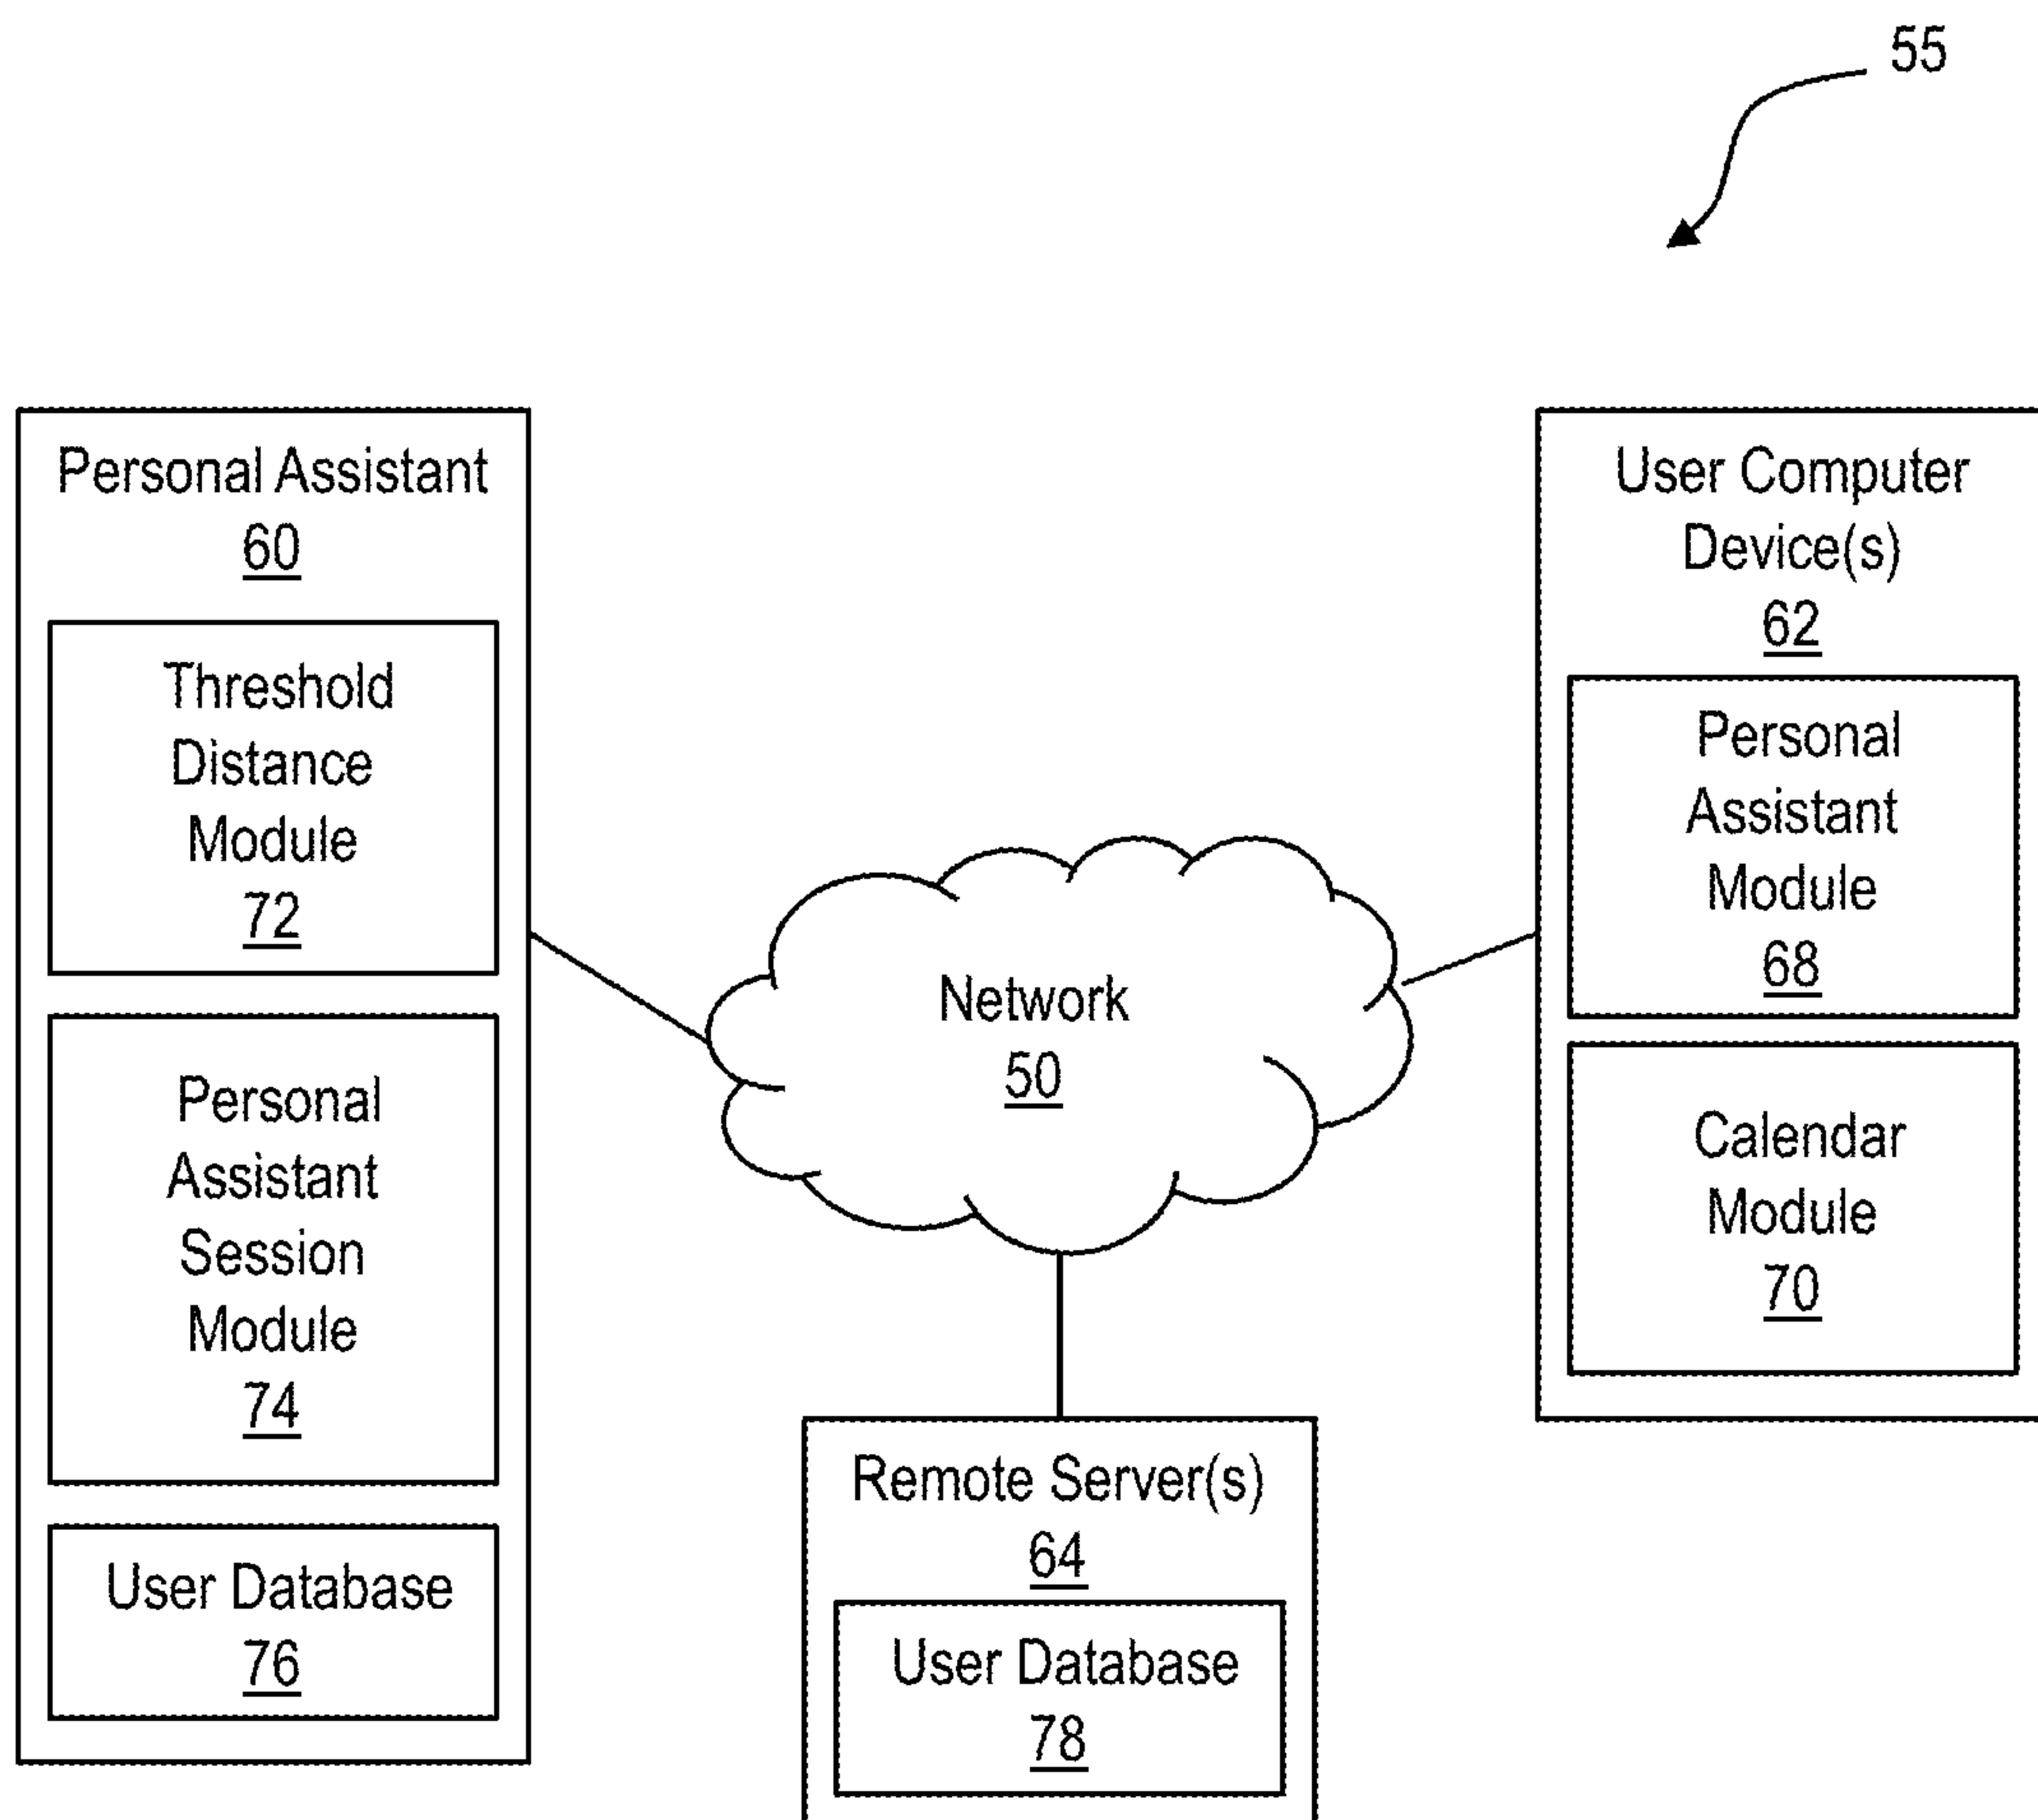 55
Personal Assistant
60
Threshold
Distance
Module
72
Personal
Assistant
Session
Module
74
User Database
76
Network
50
Remote Server(s)
64
User Database
78
User Computer
Device(s)
62
Personal
Assistant
Module
68
Calendar
Module
70